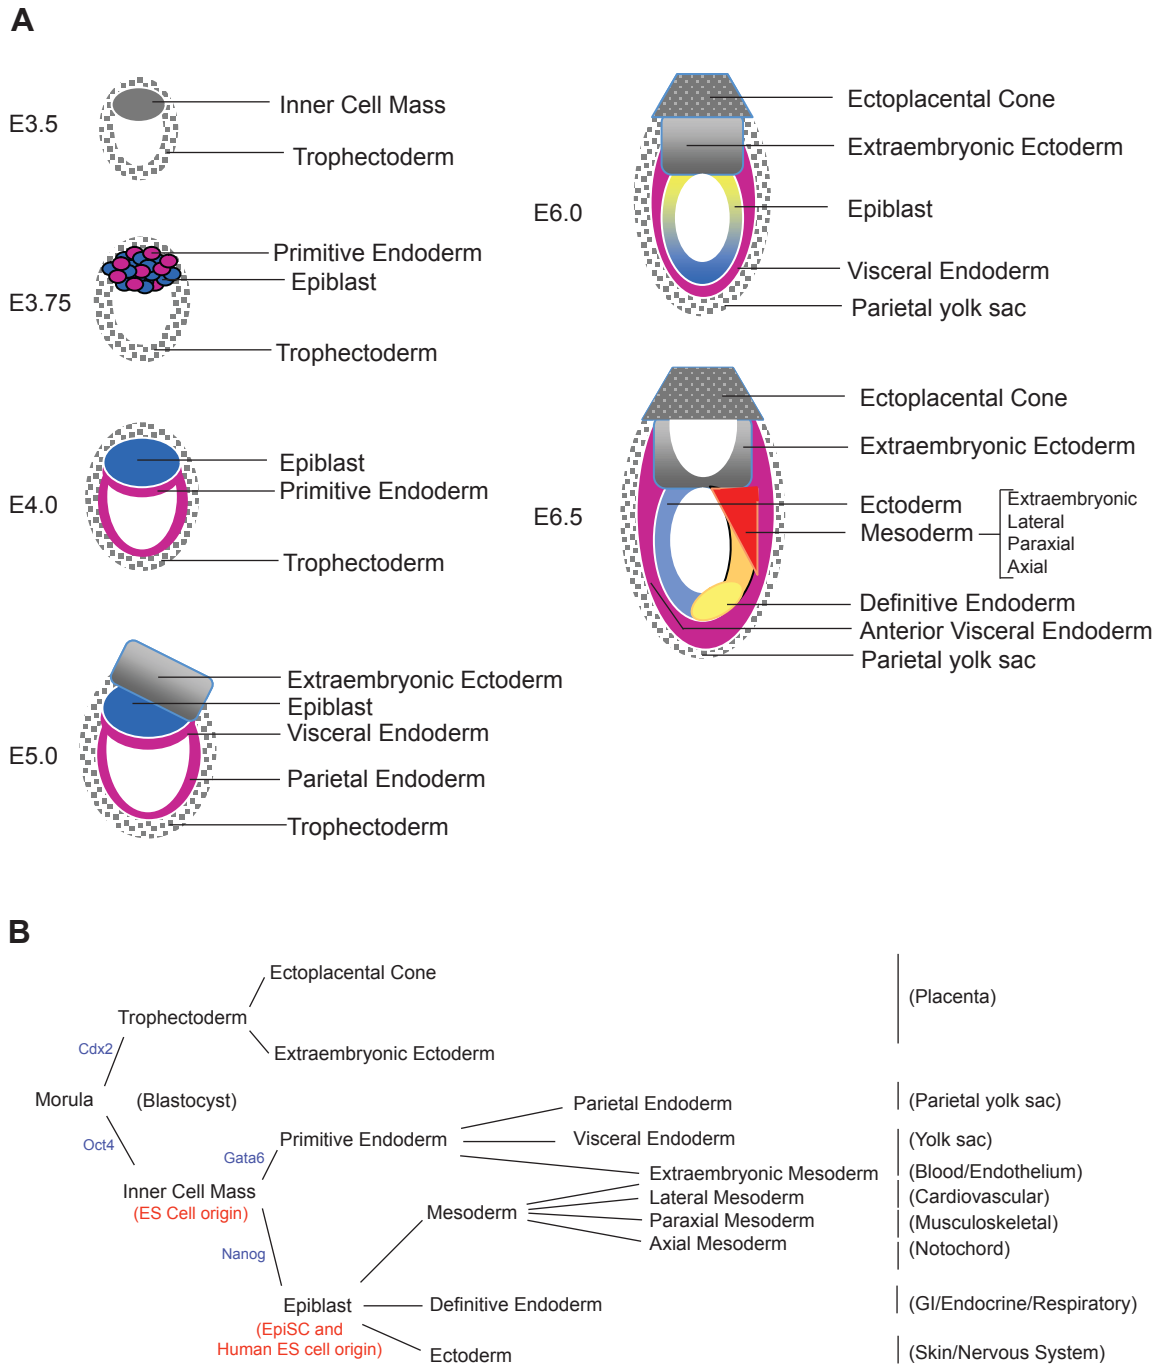 A
E3.5
Inner Cell Mass
Trophectoderm
E3.75
Primitive Endoderm
Epiblast
Trophectoderm
E4.0
Epiblast
Primitive Endoderm
Trophectoderm
E5.0
Extraembryonic Ectoderm
Epiblast
Visceral Endoderm
Parietal Endoderm
Trophectoderm
E6.0
Ectoplacental Cone
Extraembryonic Ectoderm
Epiblast
Visceral Endoderm
Parietal yolk sac
E6.5
Ectoplacental Cone
Extraembryonic Ectoderm
Ectoderm
Mesoderm
Extraembryonic
Lateral
Paraxial
Axial
Definitive Endoderm
Anterior Visceral Endoderm
Parietal yolk sac
B
Ectoplacental Cone
(Placenta)
Trophectoderm
Cdx2
Extraembryonic Ectoderm
Morula
(Blastocyst)
Parietal Endoderm
(Parietal yolk sac)
Oct4
Gata6
Primitive Endoderm
Visceral Endoderm
(Yolk sac)
Extraembryonic Mesoderm
(Blood/Endothelium)
Inner Cell Mass
(ES Cell origin)
Mesoderm
Lateral Mesoderm
(Cardiovascular)
Paraxial Mesoderm
(Musculoskeletal)
Axial Mesoderm
(Notochord)
Nanog
Epiblast
(EpiSC and
Human ES cell origin)
Definitive Endoderm
(GI/Endocrine/Respiratory)
Ectoderm
(Skin/Nervous System)